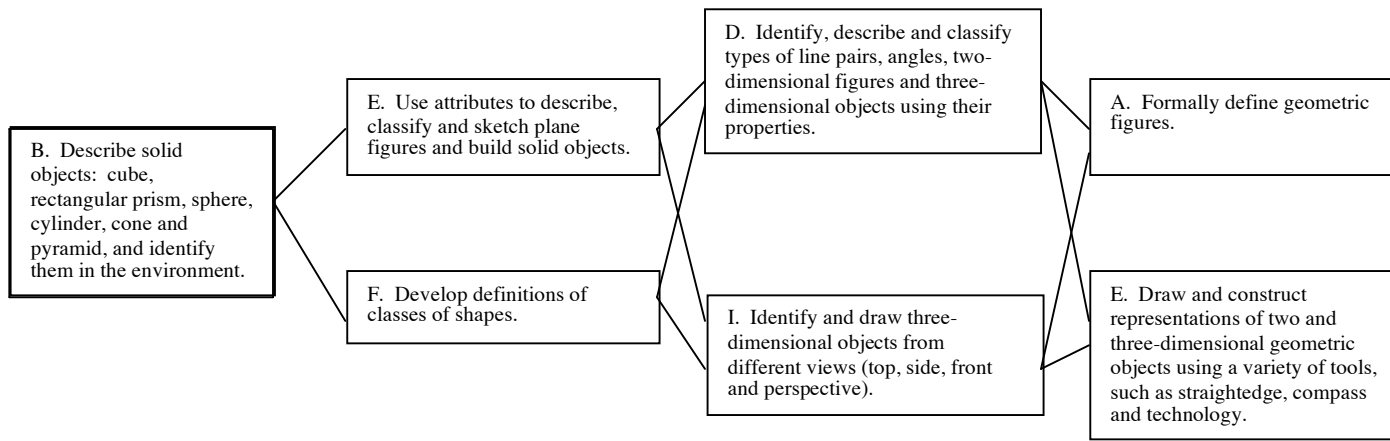 B. Describe solid
objects: cube,
rectangular prism, sphere,
cylinder, cone and
pyramid, and identify
them in the environment.
E. Use attributes to describe,
classify and sketch plane
figures and build solid objects.
F. Develop definitions of
classes of shapes.
D. Identify, describe and classify
types of line pairs, angles, two-
dimensional figures and three-
dimensional objects using their
properties.
I. Identify and draw three-
dimensional objects from
different views (top, side, front
and perspective).
A. Formally define geometric
figures.
E. Draw and construct
representations of two and
three-dimensional geometric
objects using a variety of tools,
such as straightedge, compass
and technology.